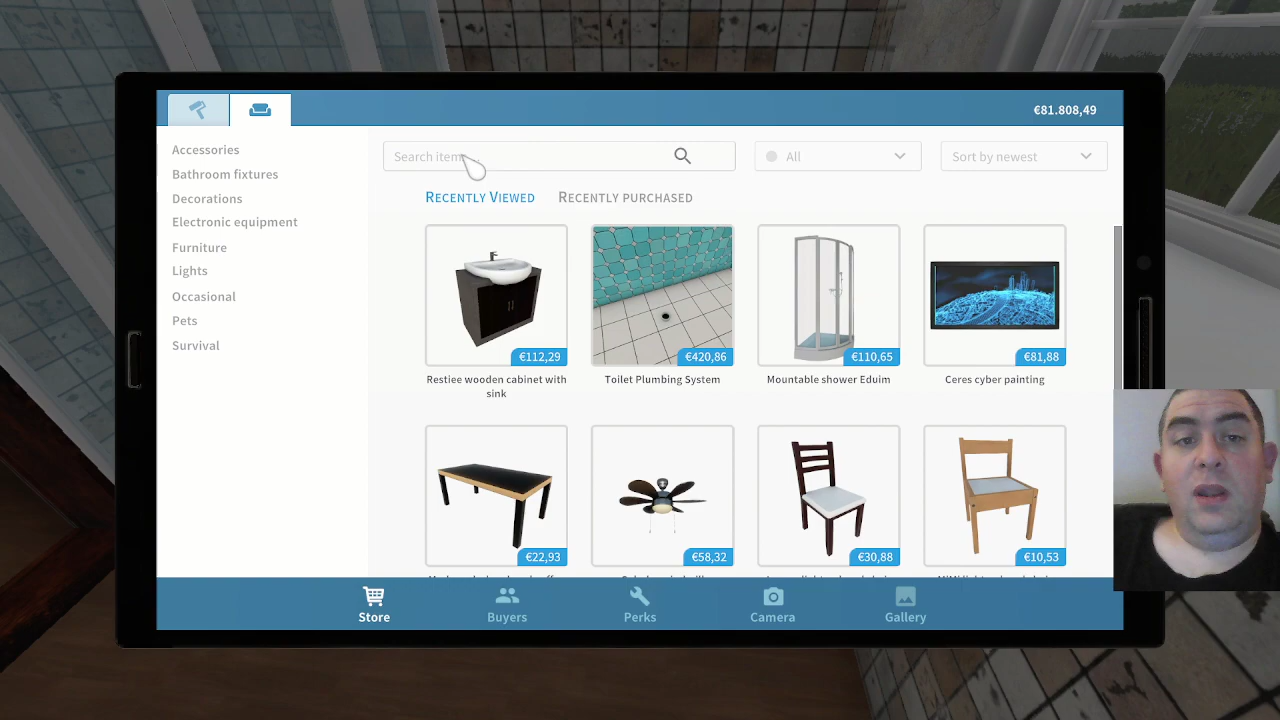 €81.808,49
Accessories
Bathroom fixtures
Decorations
Electronic equipment
Furniture
Lights
Occasional
Pets
Survival
Search item
All
Sort by newest
RECENTLY VIEWED
RECENTLY PURCHASED
€112,29
€420,86
€110,65
€81,88
Restiee wooden cabinet with
sink
Toilet Plumbing System
Mountable shower Eduim
Ceres cyber painting
€22,93
€58,32
€30,88
€10,53
Store
Buyers
Perks
Camera
Gallery